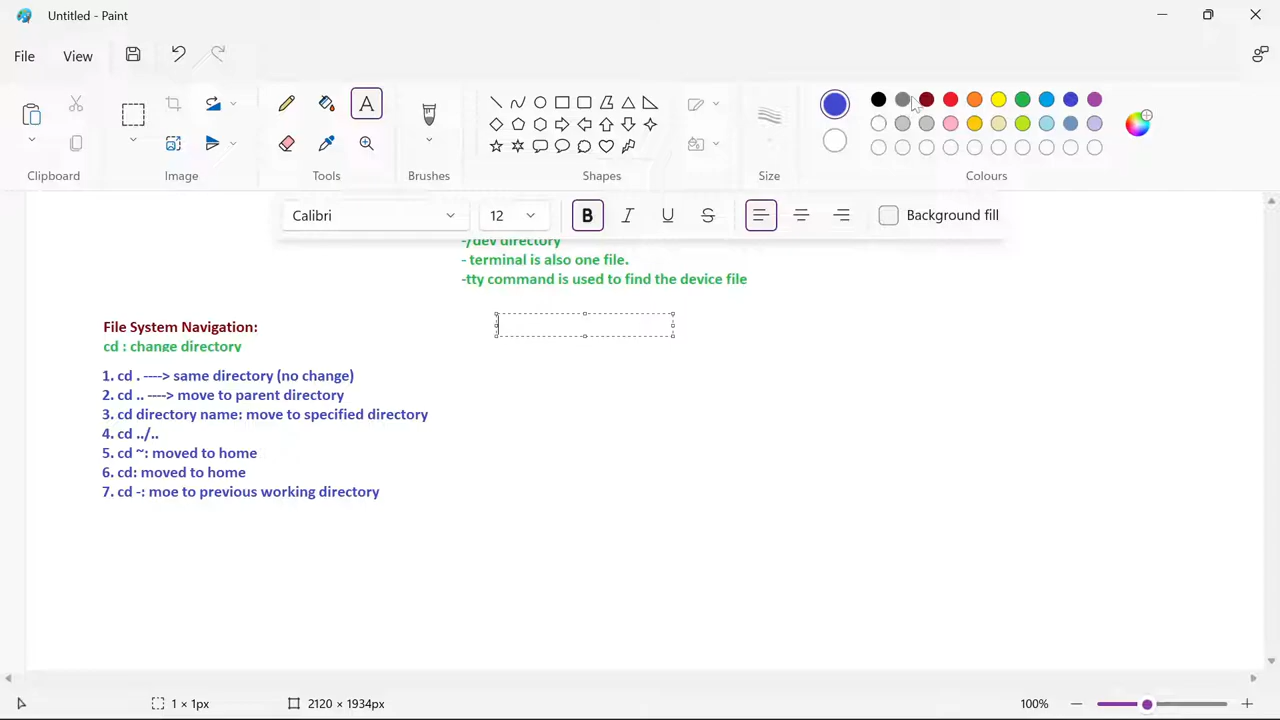 Untitled - Paint
File
View
Clipboard
Image
Tools
Brushes
Shapes
Size
Colours
Calibri
12
B
I
U
S
Background fill
-/dev directory
- terminal is also one file.
-tty command is used to find the device file
File System Navigation:
cd : change directory
1. cd . ----> same directory (no change)
2. cd .. ----> move to parent directory
3. cd directory name: move to specified directory
4. cd ../..
5. cd ~: moved to home
6. cd: moved to home
7. cd -: moe to previous working directory
1 × 1px
2120 × 1934px
100%